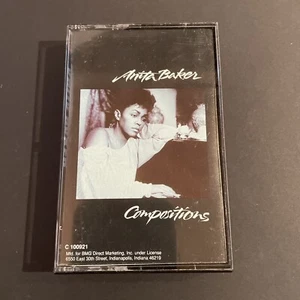 Anita Baker
Compositions
C 100921
Mfd. for BMG Direct Marketing, Inc. under License
6550 East 30th Street, Indianapolis, Indiana 46219